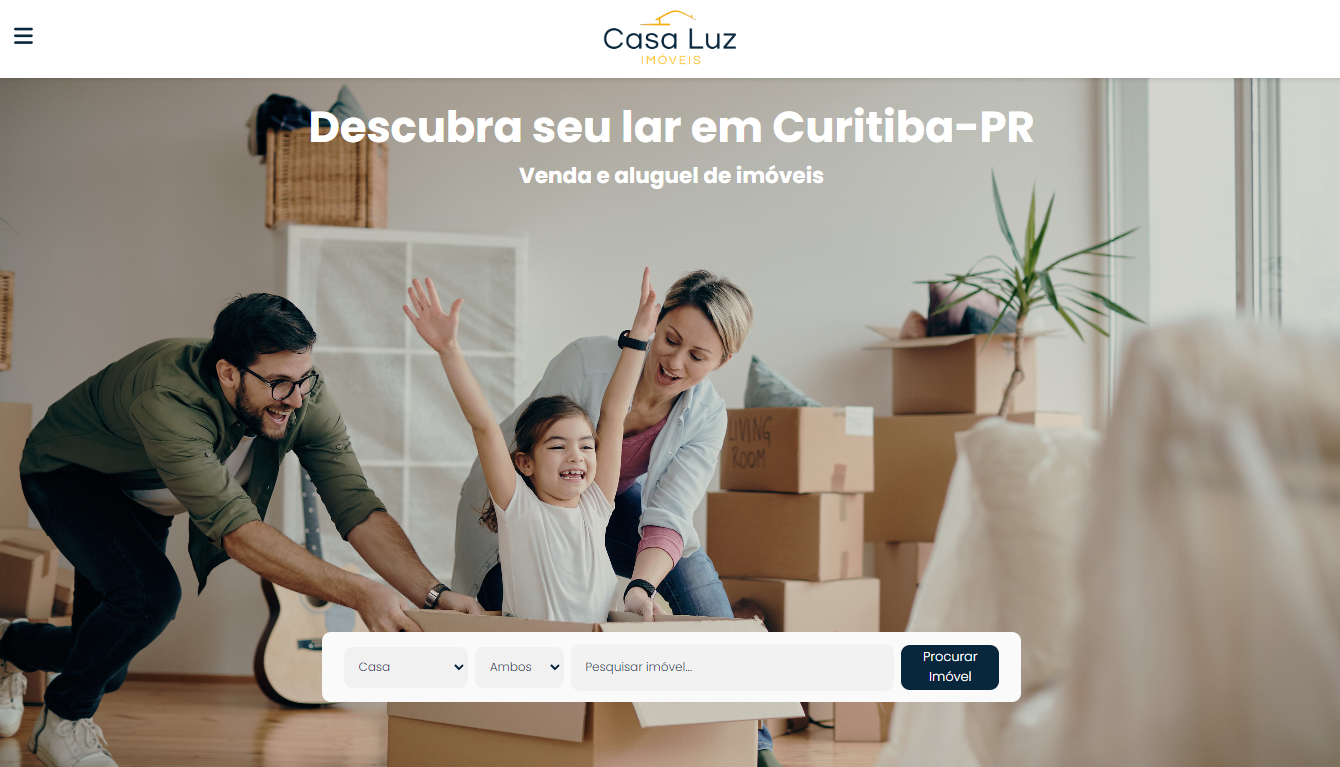 Casa Luz
IMÓVEIS
Descubra seu lar em Curitiba-PR
Venda e aluguel de imóveis
LIVING
ROOM
Casa
Ambos
Pesquisar imóvel...
Procurar
Imóvel